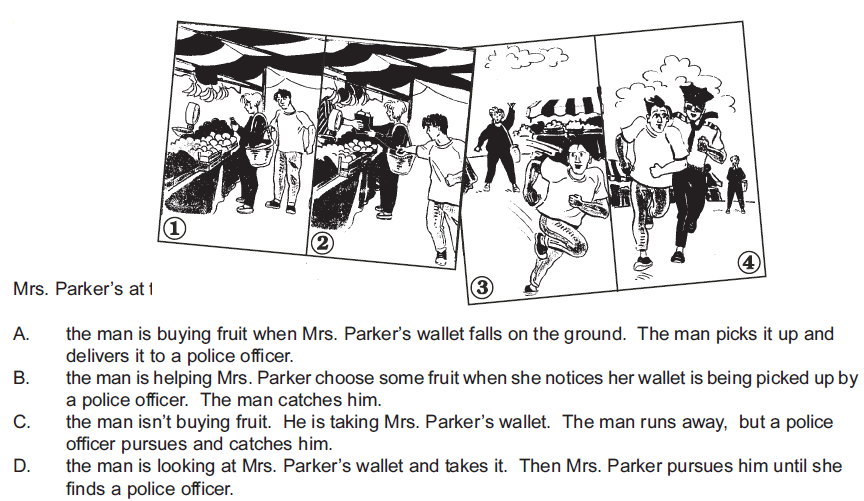 1
2
3
4
Mrs. Parker's at
A. the man is buying fruit when Mrs. Parker's wallet falls on the ground. The man picks it up and
delivers it to a police officer.
B. the man is helping Mrs. Parker choose some fruit when she notices her wallet is being picked up by
a police officer. The man catches him.
C. the man isn't buying fruit. He is taking Mrs. Parker's wallet. The man runs away, but a police
officer pursues and catches him.
D. the man is looking at Mrs. Parker's wallet and takes it. Then Mrs. Parker pursues him until she
finds a police officer.